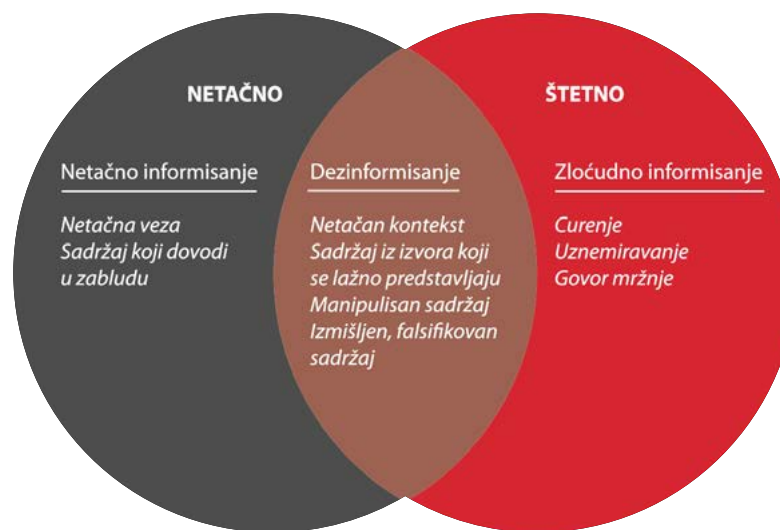 NETAČNO
Netačno informisanje
Netačna veza
Sadržaj koji dovodi
u zabludu
Dezinformisanje
Netačan kontekst
Sadržaj iz izvora koji
se lažno predstavljaju
Manipulisan sadržaj
Izmišljen, falsifikovan
sadržaj
ŠTETNO
Zloćudno informisanje
Curenje
Uznemiravanje
Govor mržnje